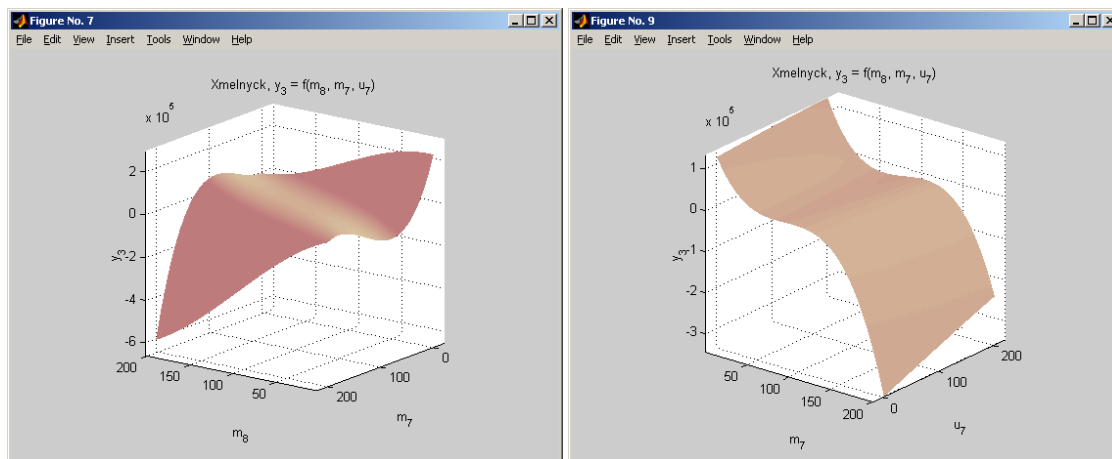 Figure No. 7
File Edit View Insert Tools Window Help
Xmelnyck, y3 = f(m8, m7, u7)
x 10^5
2
0
-2
-4
-6
y3
200
150
100
50
m8
200
100
0
m7
Figure No. 9
File Edit View Insert Tools Window Help
Xmelnyck, y3 = f(m8, m7, u7)
x 10^5
1
0
-1
-2
-3
y3
50
100
150
200
m7
0
100
200
u7